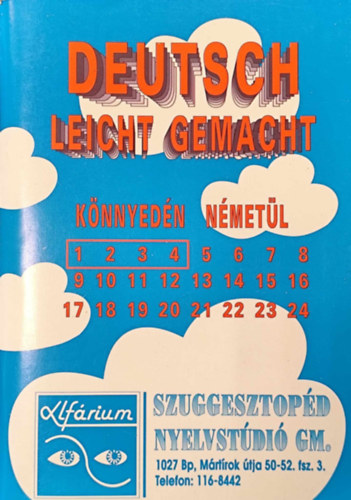 DEUTSCH
LEICHT GEMACHT
KÖNNYEDÉN NÉMETÜL
1 2 3 4 5 6 7 8
9 10 11 12 13 14 15 16
17 18 19 20 21 22 23 24
Alfárium
SZUGGESZTOPÉD
NYELVSTÚDIÓ GM.
1027 Bp, Mártírok útja 50-52. fsz. 3.
Telefon: 116-8442